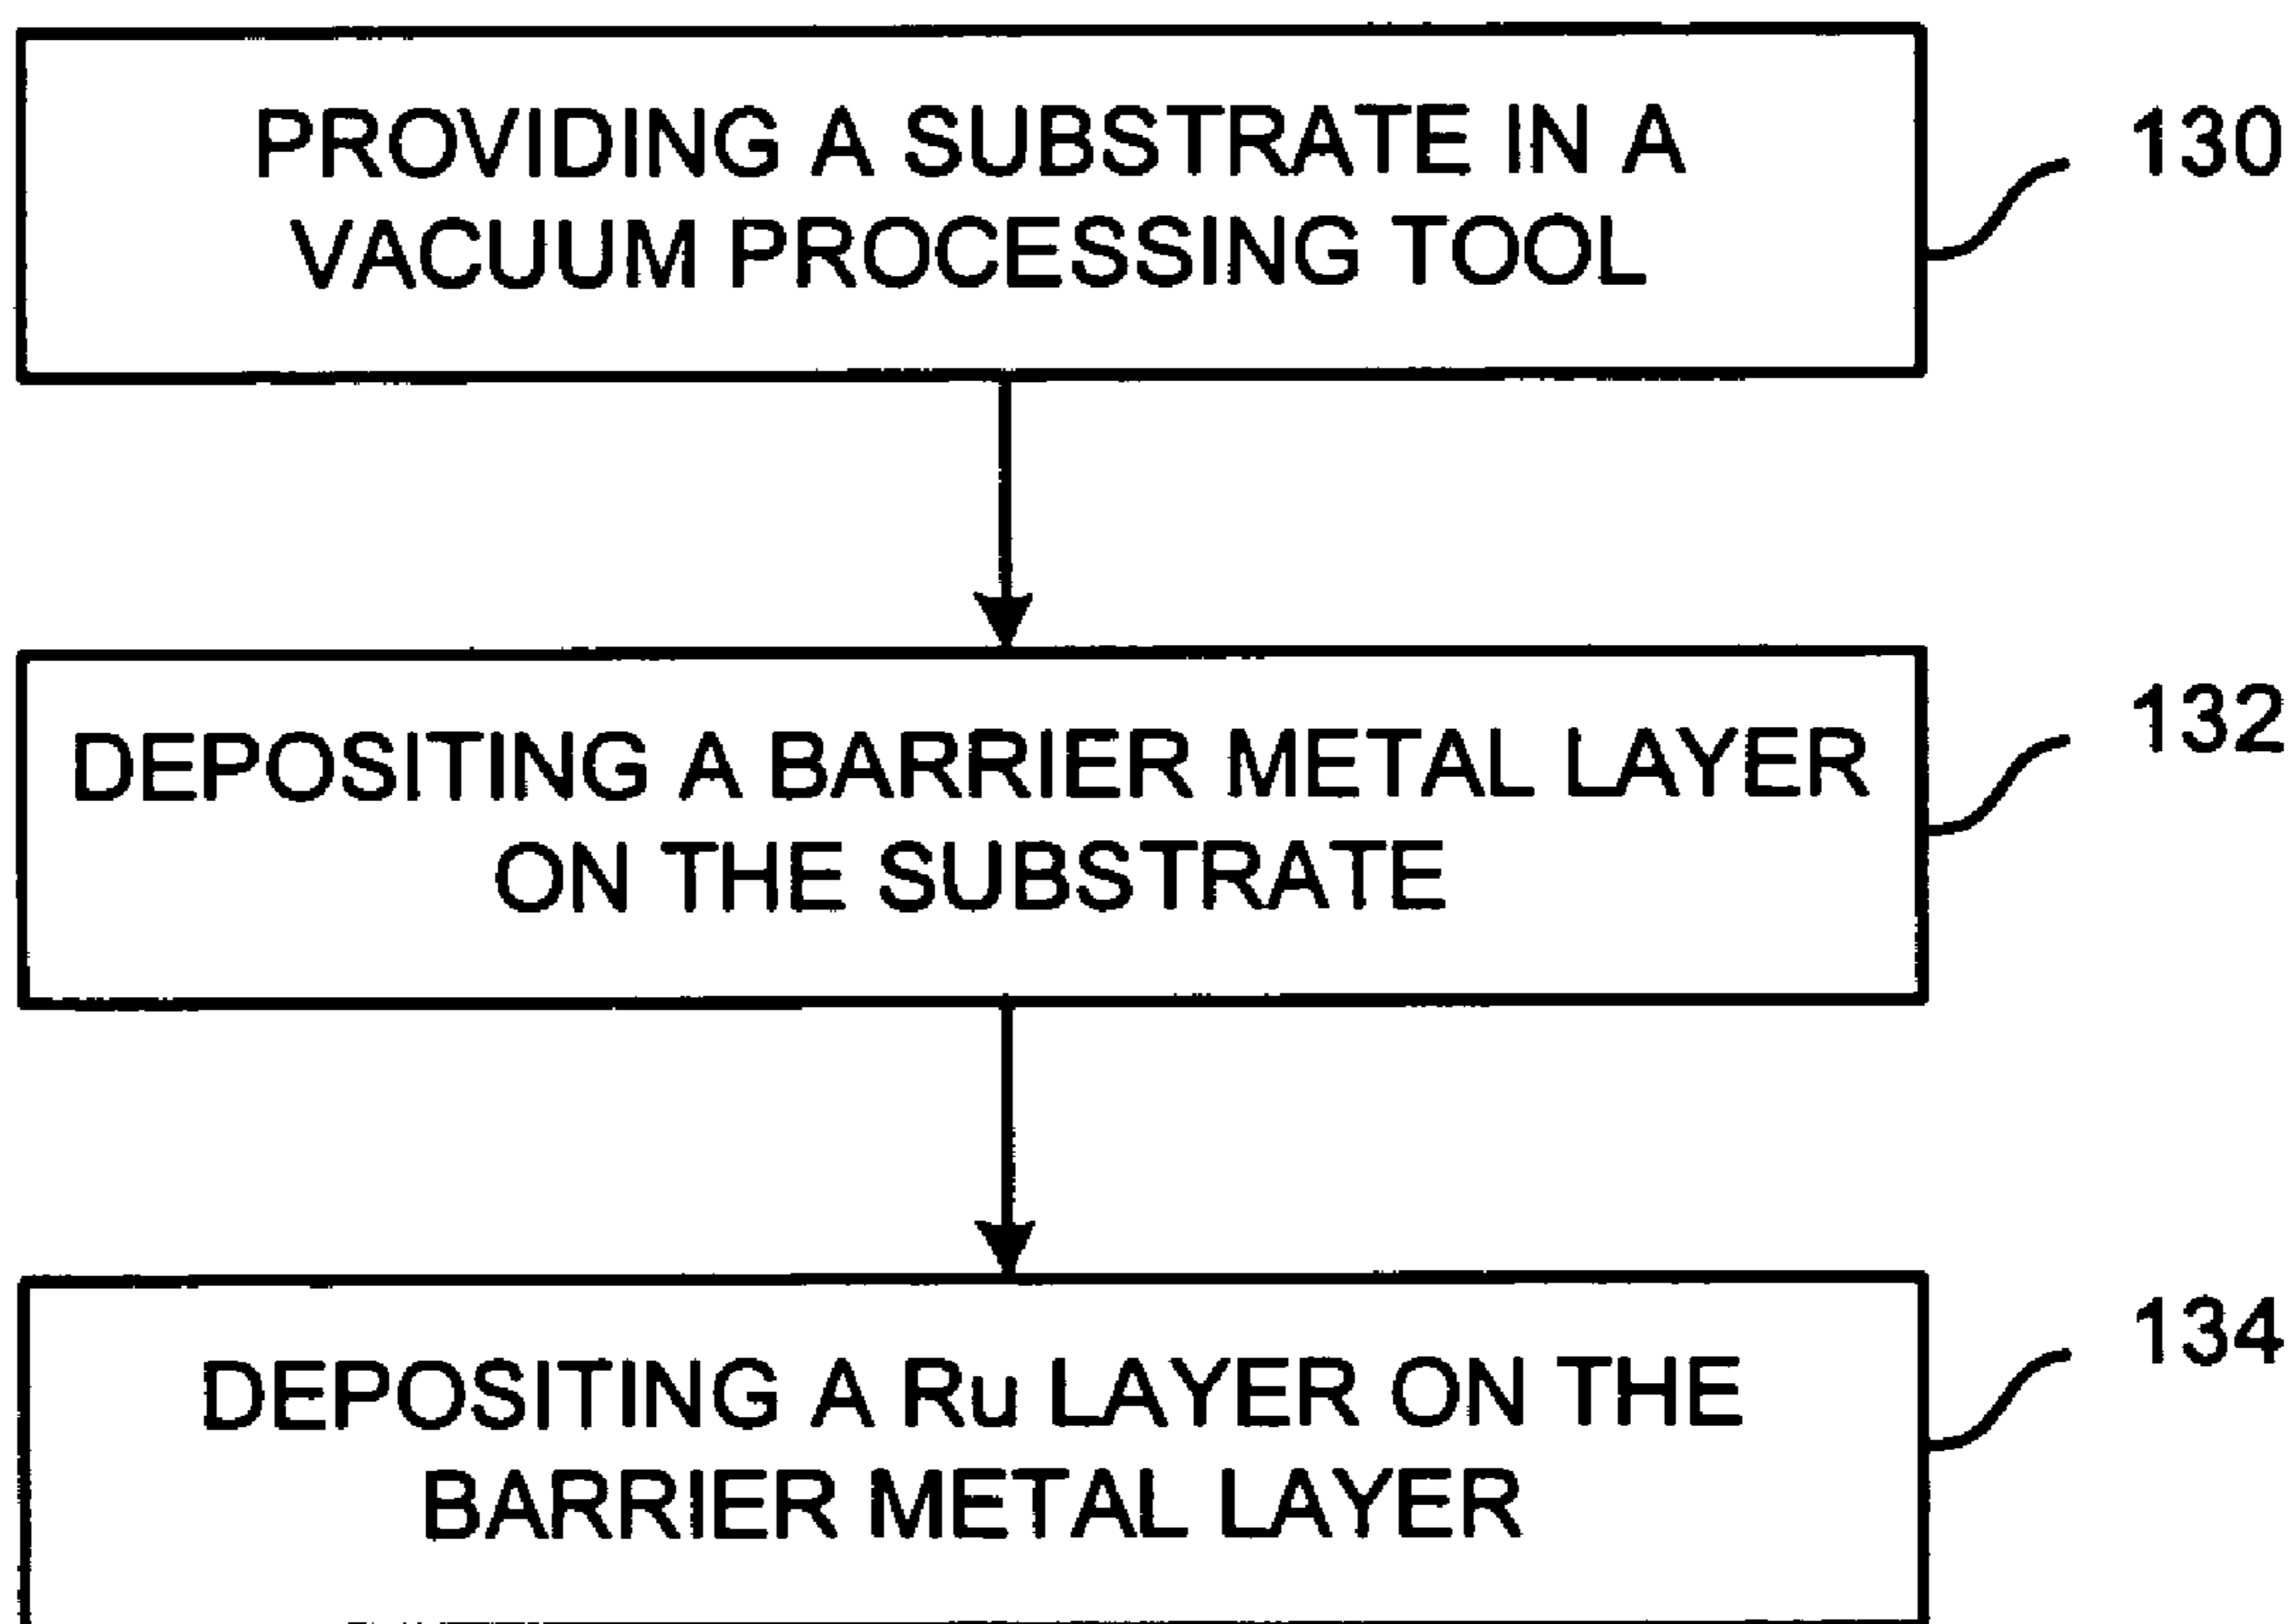 PROVIDING A SUBSTRATE IN A
VACUUM PROCESSING TOOL
130
DEPOSITING A BARRIER METAL LAYER
ON THE SUBSTRATE
132
DEPOSITING A Ru LAYER ON THE
BARRIER METAL LAYER
134